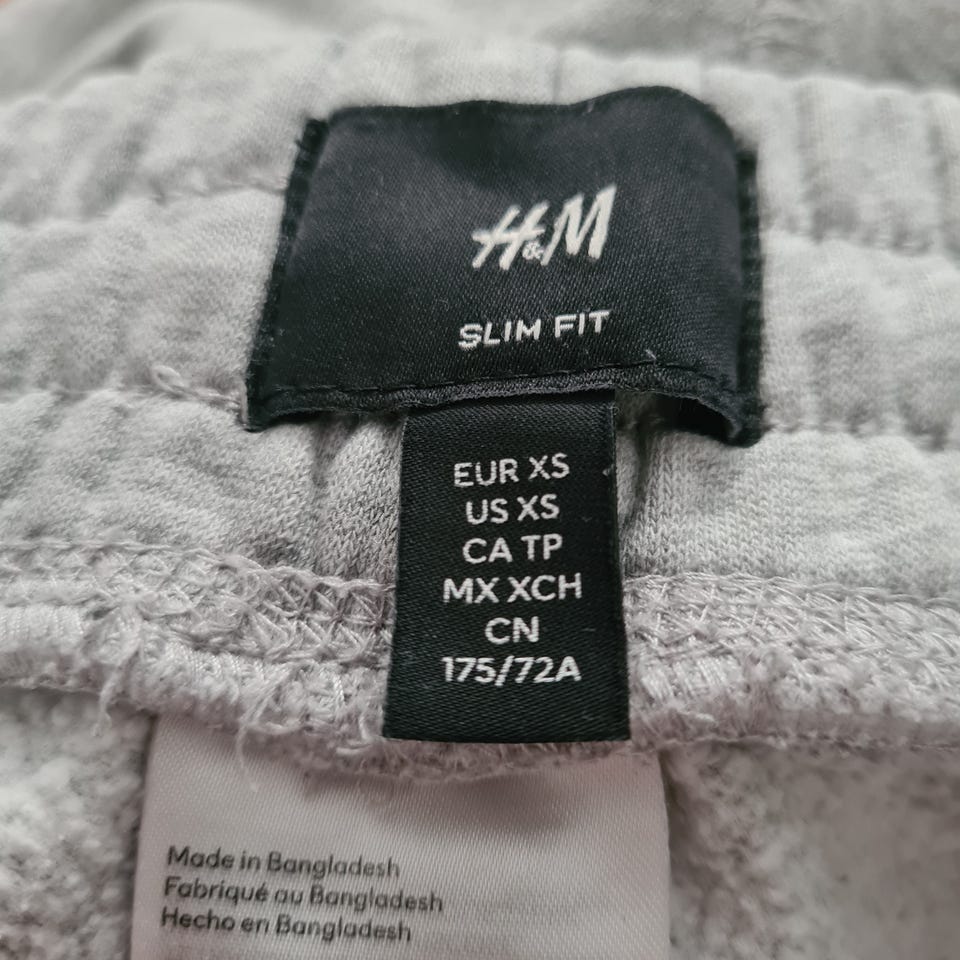 H&M
SLIM FIT
EUR XS
US XS
CA TP
MX XCH
CN
175/72A
Made in Bangladesh
Fabriqué au Bangladesh
Hecho en Bangladesh